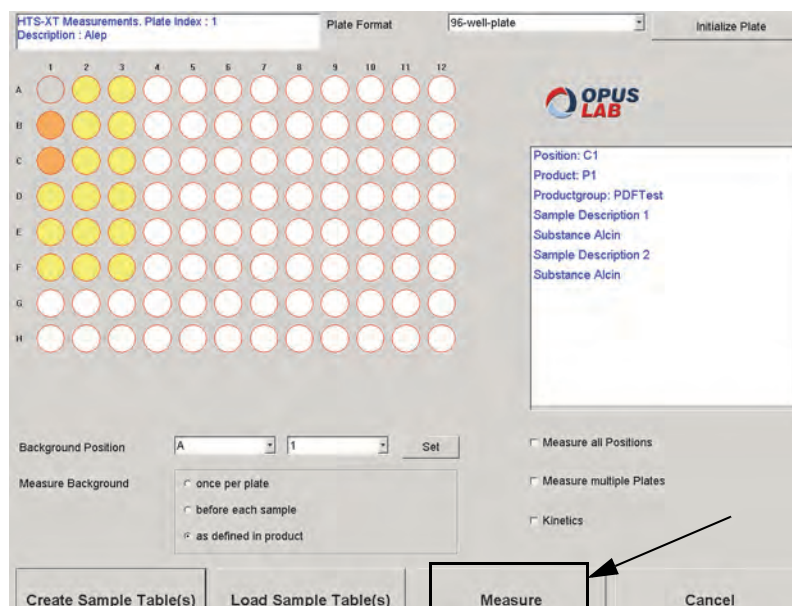 HTS-XT Measurements. Plate Index : 1
Description : Alep
Plate Format
96-well-plate
Initialize Plate
1 2 3 4 5 6 7 8 9 10 11 12
A
B
C
D
E
F
G
H
OPUS
LAB
Position: C1
Product: P1
Productgroup: PDFTest
Sample Description 1
Substance Alcin
Sample Description 2
Substance Alcin
Background Position
A
1
Set
Measure Background
once per plate
before each sample
as defined in product
Measure all Positions
Measure multiple Plates
Kinetics
Create Sample Table(s)
Load Sample Table(s)
Measure
Cancel